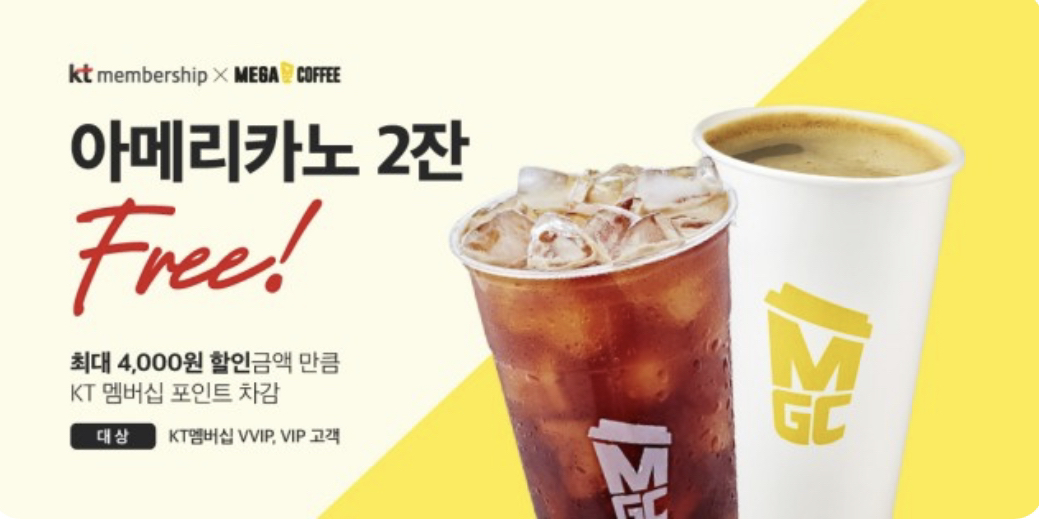 kt membership × MEGA COFFEE
아메리카노 2잔
Free!
최대 4,000원 할인금액 만큼
KT 멤버십 포인트 차감
대상 KT멤버십 VVIP, VIP 고객
MGC
MGC